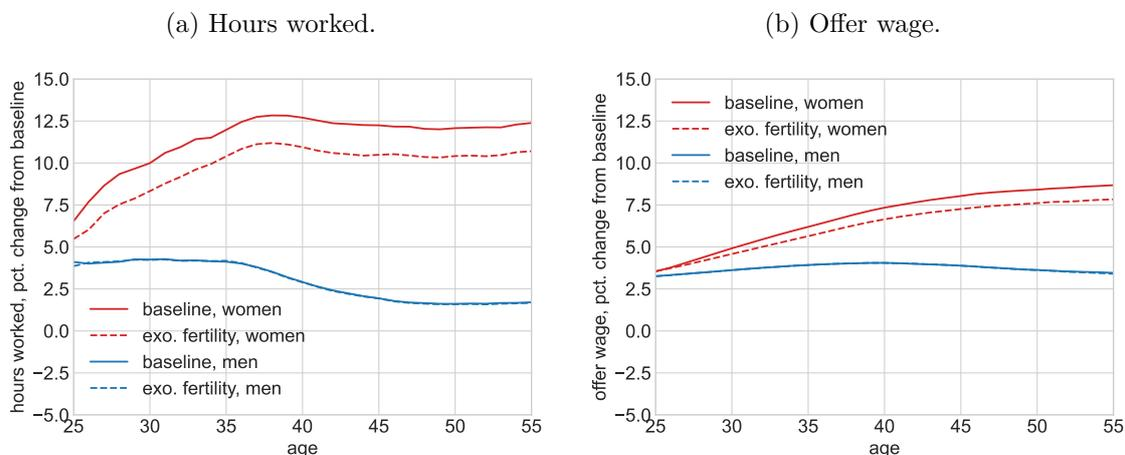 (a) Hours worked.
hours worked, pct. change from baseline
15.0
12.5
10.0
7.5
5.0
2.5
0.0
−2.5
−5.0
baseline, women
exo. fertility, women
baseline, men
exo. fertility, men
25 30 35 40 45 50 55
age
(b) Offer wage.
offer wage, pct. change from baseline
15.0
12.5
10.0
7.5
5.0
2.5
0.0
−2.5
−5.0
baseline, women
exo. fertility, women
baseline, men
exo. fertility, men
25 30 35 40 45 50 55
age